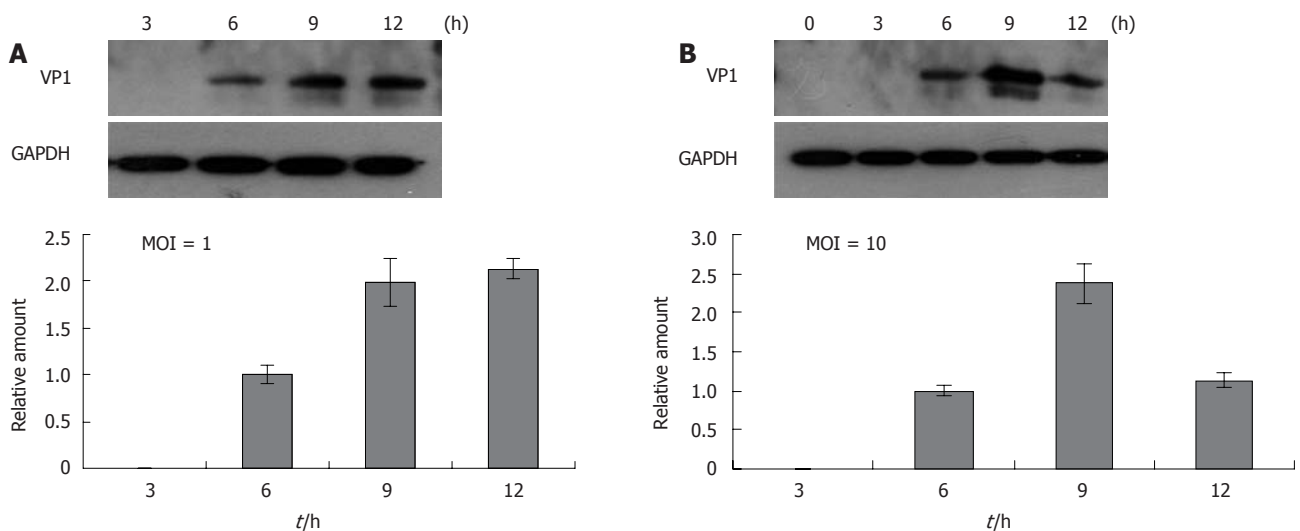 3 6 9 12 (h)
A
VP1
GAPDH
2.5
2.0
1.5
1.0
0.5
0
Relative amount
MOI = 1
3 6 9 12
t/h
0 3 6 9 12 (h)
B
VP1
GAPDH
3.0
2.5
2.0
1.5
1.0
0.5
0
Relative amount
MOI = 10
3 6 9 12
t/h